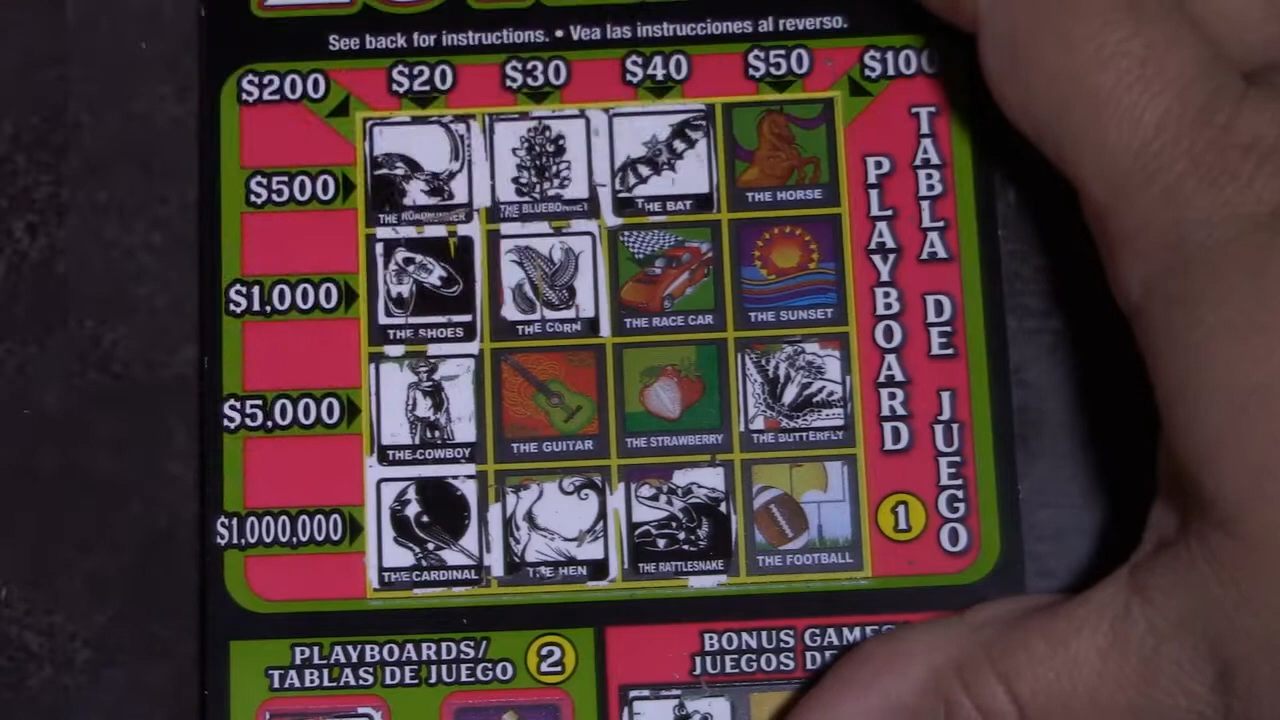 See back for instructions. • Vea las instrucciones al reverso.
$200 $20 $30 $40 $50 $100
THE ROADRUNNER THE BLUEBONNET THE BAT THE HORSE
$500
THE SHOES THE CORN THE RACE CAR THE SUNSET
$1,000
THE COWBOY THE GUITAR THE STRAWBERRY THE BUTTERFLY
$5,000
THE CARDINAL THE HEN THE RATTLESNAKE THE FOOTBALL
$1,000,000
PLAYBOARD
TABLA DE JUEGO
1
PLAYBOARDS/
TABLAS DE JUEGO
2
BONUS GAMES
JUEGOS DE